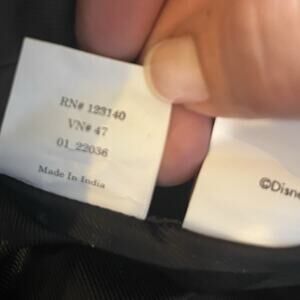 RN# 123140
VN# 47
01_22036
Made In India
©Disne